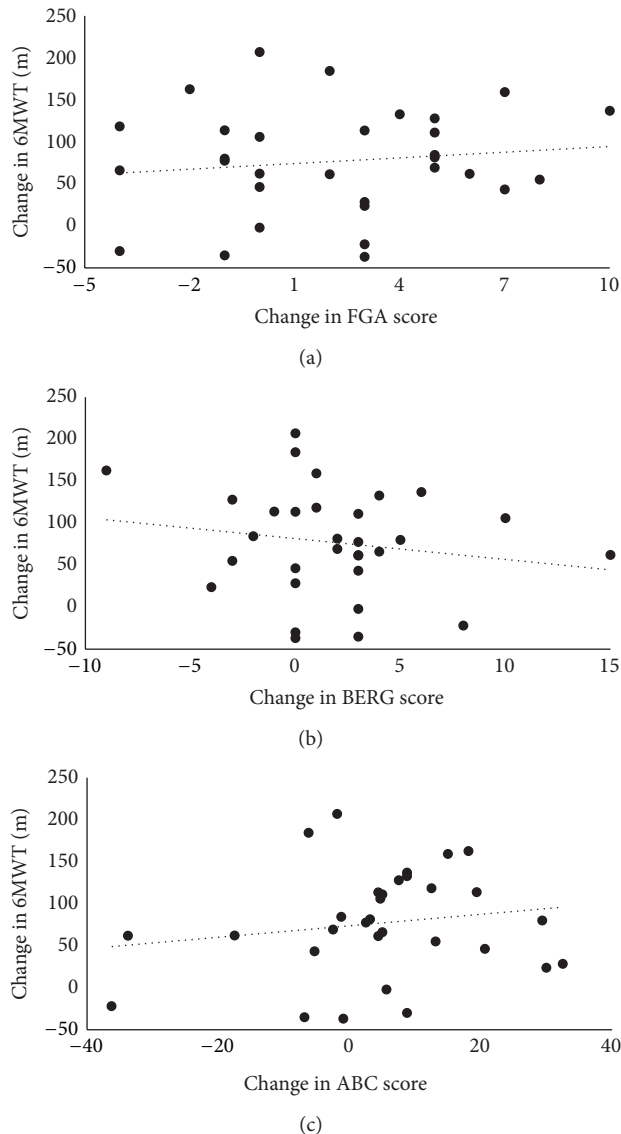 250
200
150
100
50
0
−50
Change in 6MWT (m)
−5 −2 1 4 7 10
Change in FGA score
(a)
250
200
150
100
50
0
−50
Change in 6MWT (m)
−10 −5 0 5 10 15
Change in BERG score
(b)
250
200
150
100
50
0
−50
Change in 6MWT (m)
−40 −20 0 20 40
Change in ABC score
(c)